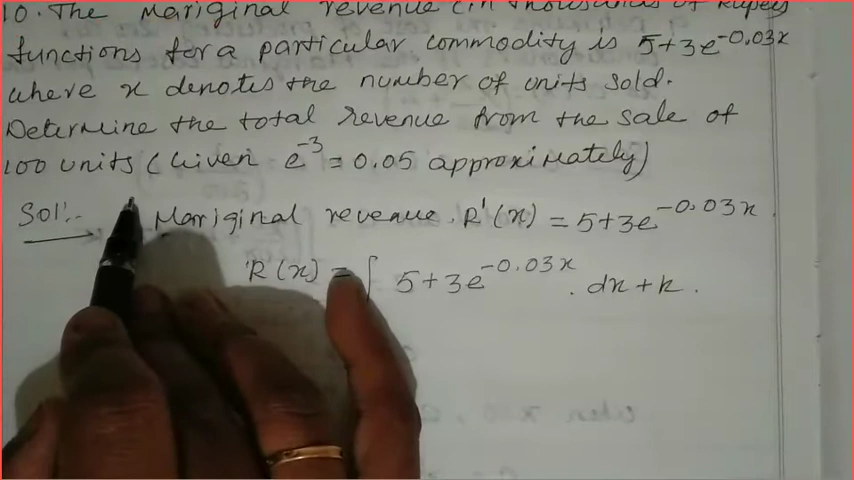 10. The Mariginal revenue (in thousands of Rupees
functions for a particular commodity is 5+3e^-0.03x
where x denotes the number of units sold.
Determine the total revenue from the sale of
100 units (Given e^-3 = 0.05 approximately)
Sol:- Mariginal revenue. R'(x) = 5+3e^-0.03x.
R(x) = ∫ 5+3e^-0.03x . dx + k.